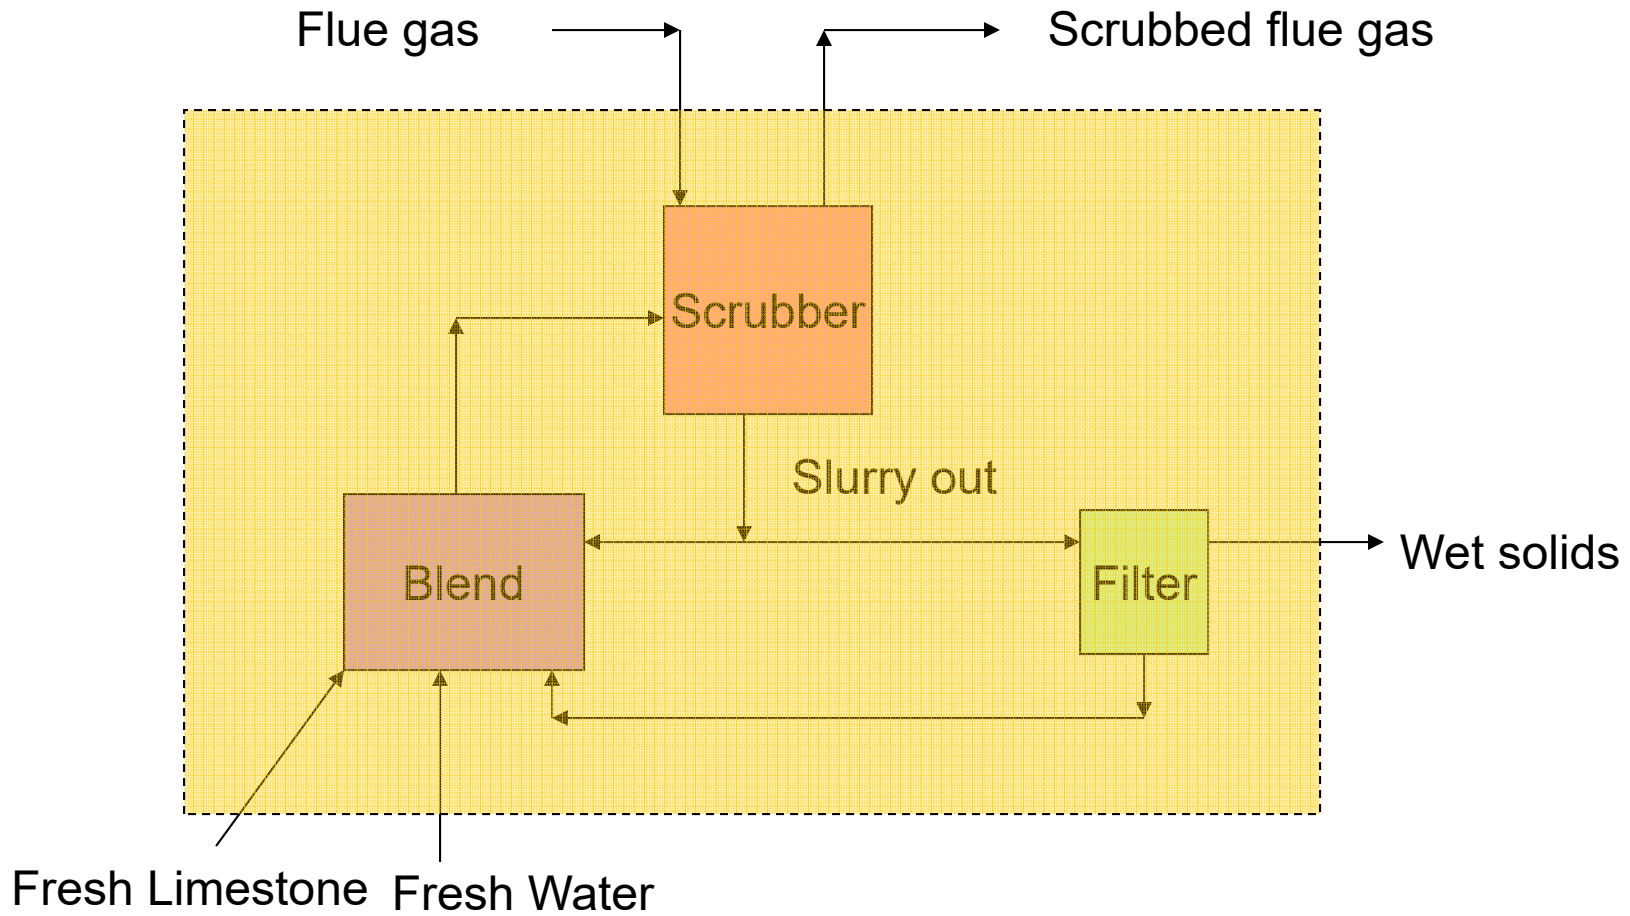 Flue gas
Scrubbed flue gas
Scrubber
Slurry out
Blend
Filter
Wet solids
Fresh Limestone
Fresh Water